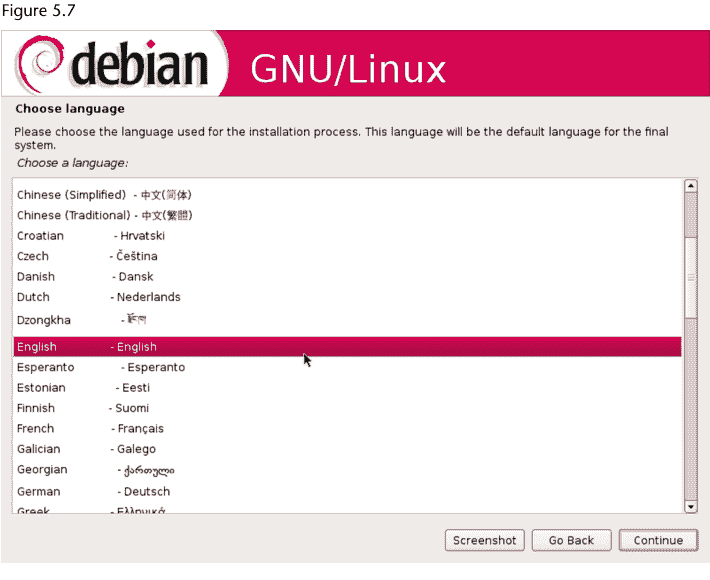 Figure 5.7
debian GNU/Linux
Choose language
Please choose the language used for the installation process. This language will be the default language for the final
system.
Choose a language:
Chinese (Simplified) - 中文(简体)
Chinese (Traditional) - 中文(繁體)
Croatian - Hrvatski
Czech - Čeština
Danish - Dansk
Dutch - Nederlands
Dzongkha - རྫོང་ཁ།
English - English
Esperanto - Esperanto
Estonian - Eesti
Finnish - Suomi
French - Français
Galician - Galego
Georgian - ქართული
German - Deutsch
Greek - Ελληνικά
Screenshot Go Back Continue